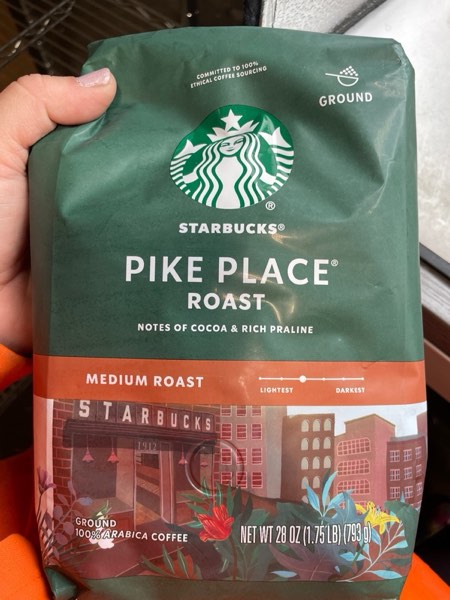 COMMITTED TO 100%
ETHICAL COFFEE SOURCING
GROUND
®
STARBUCKS®
PIKE PLACE®
ROAST
NOTES OF COCOA & RICH PRALINE
MEDIUM ROAST
LIGHTEST DARKEST
STARBUCKS
1912
GROUND
100% ARABICA COFFEE
NET WT 28 OZ (1.75 LB) (793 g)